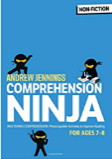 NON-FICTION
ANDREW JENNINGS
COMPREHENSION
NINJA
FOR AGES 7-8